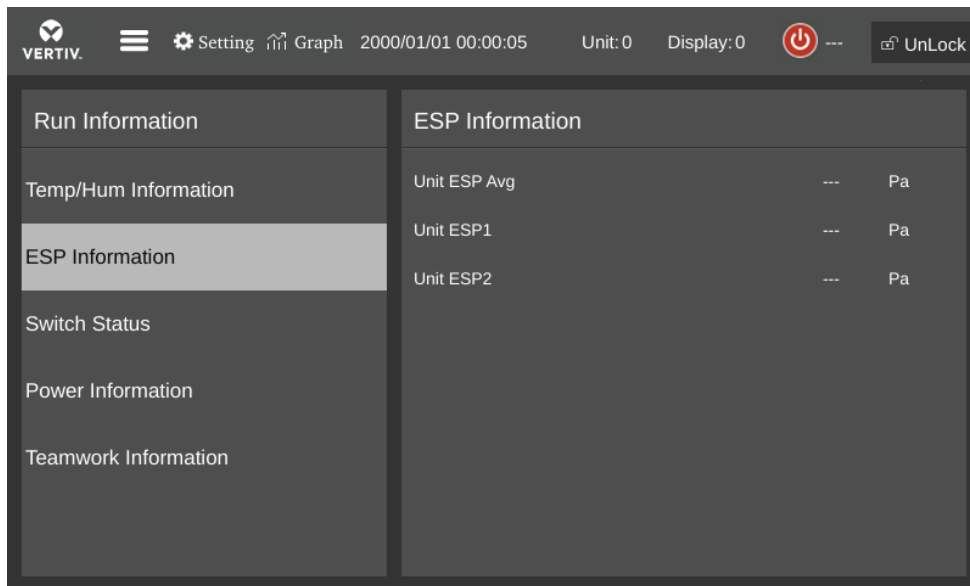 VERTIV. Setting Graph 2000/01/01 00:00:05 Unit: 0 Display: 0 --- UnLock
Run Information
Temp/Hum Information
ESP Information
Switch Status
Power Information
Teamwork Information
ESP Information
Unit ESP Avg --- Pa
Unit ESP1 --- Pa
Unit ESP2 --- Pa